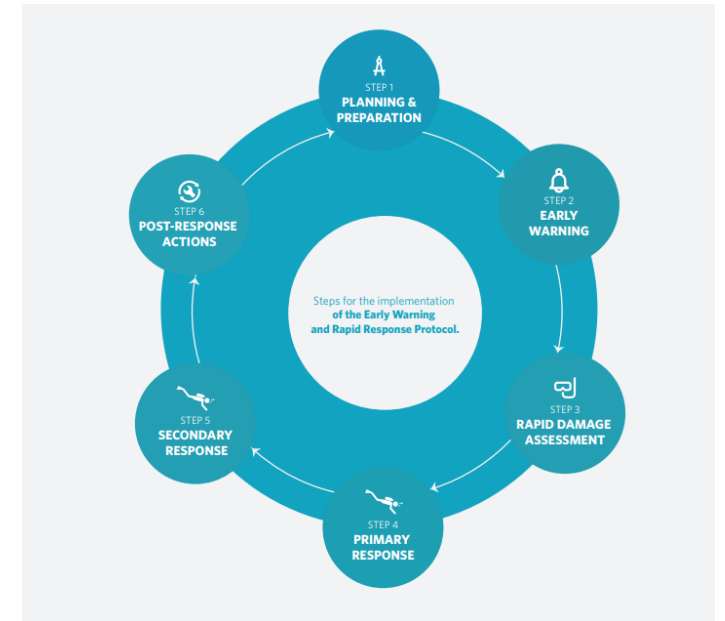 STEP 1
PLANNING &
PREPARATION
STEP 2
EARLY
WARNING
STEP 3
RAPID DAMAGE
ASSESSMENT
STEP 4
PRIMARY
RESPONSE
STEP 5
SECONDARY
RESPONSE
STEP 6
POST-RESPONSE
ACTIONS
Steps for the implementation
of the Early Warning
and Rapid Response Protocol.